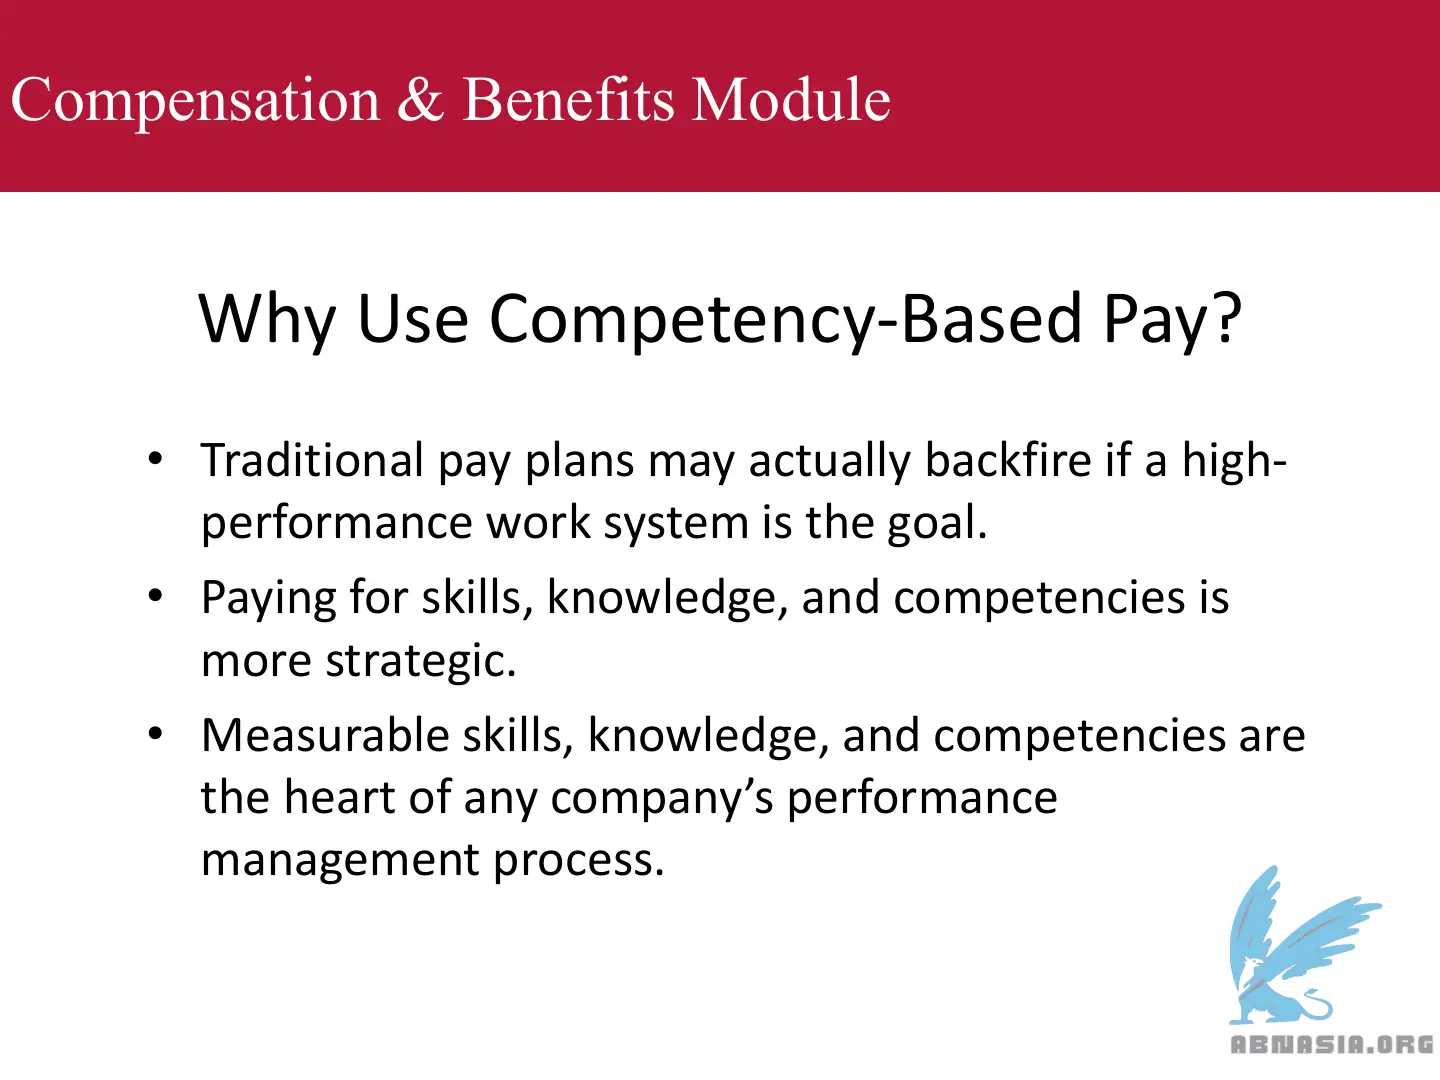 Compensation & Benefits Module
Why Use Competency-Based Pay?
• Traditional pay plans may actually backfire if a high-
performance work system is the goal.
• Paying for skills, knowledge, and competencies is
more strategic.
• Measurable skills, knowledge, and competencies are
the heart of any company’s performance
management process.
ABNASIA.ORG